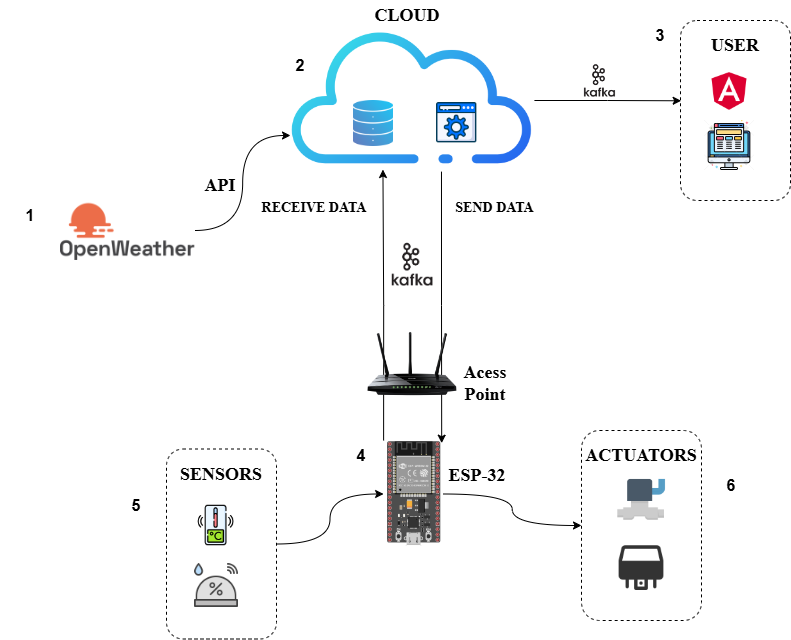 CLOUD
3
USER
2
kafka
A
API
1
RECEIVE DATA
SEND DATA
OpenWeather
kafka
Acess
Point
4
ESP-32
ACTUATORS
SENSORS
6
5
°C
%